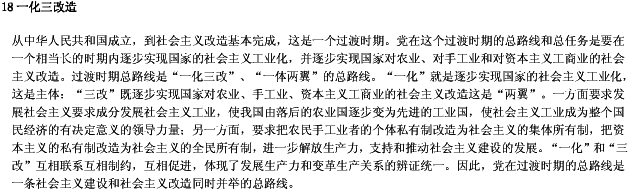 18 一化三改造
从中华人民共和国成立，到社会主义改造基本完成，这是一个过渡时期。党在这个过渡时期的总路线和总任务是要在
一个相当长的时期内逐步实现国家的社会主义工业化，并逐步实现国家对农业、对手工业和对资本主义工商业的社会
主义改造。过渡时期总路线是“一化三改”、“一体两翼”的总路线。“一化”就是逐步实现国家的社会主义工业化，
这是主体：“三改”既逐步实现国家对农业、手工业、资本主义工商业的社会主义改造这是“两翼”。一方面要求发
展社会主义要求成分发展社会主义工业，使我国由落后的农业国逐步变为先进的工业国，使社会主义工业成为整个国
民经济的有决定意义的领导力量；另一方面，要求把农民手工业者的个体私有制改造为社会主义的集体所有制，把资
本主义的私有制改造为社会主义的全民所有制，进一步解放生产力，支持和推动社会主义建设的发展。“一化”和“三
改”互相联系互相制约，互相促进，体现了发展生产力和变革生产关系的辩证统一。因此，党在过渡时期的总路线是
一条社会主义建设和社会主义改造同时并举的总路线。